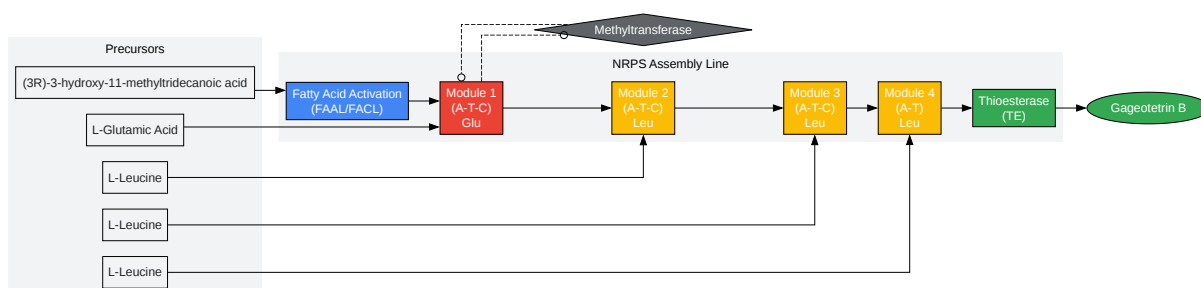 Methyltransferase
Precursors
NRPS Assembly Line
(3R)-3-hydroxy-11-methyltridecanoic acid
Fatty Acid Activation
(FAAL/FACL)
Module 1
(A-T-C)
Glu
Module 2
(A-T-C)
Leu
Module 3
(A-T-C)
Leu
Module 4
(A-T)
Leu
Thioesterase
(TE)
Gageotetrin B
L-Glutamic Acid
L-Leucine
L-Leucine
L-Leucine